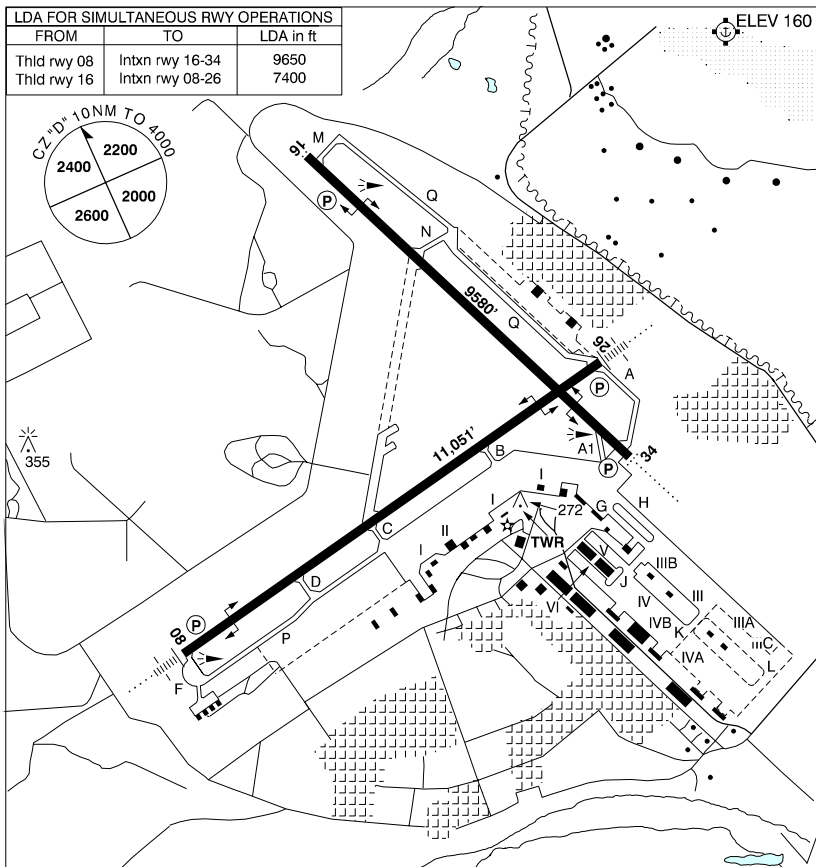 LDA FOR SIMULTANEOUS RWY OPERATIONS
FROM TO LDA in ft
Thld rwy 08 Intxn rwy 16-34 9650
Thld rwy 16 Intxn rwy 08-26 7400
ELEV 160
CZ "D" 10NM TO 4000
2400 2200
2600 2000
16
M
P
Q
N
9580'
Q
26
A
P
355
11,051'
B
A1
34
P
C
I
I
G
H
272'
II
I
TWR
V
IIIB
D
J
III
VI
IV
IIIA
P
08
P
IVB
K
IIIC
IVA
L
F